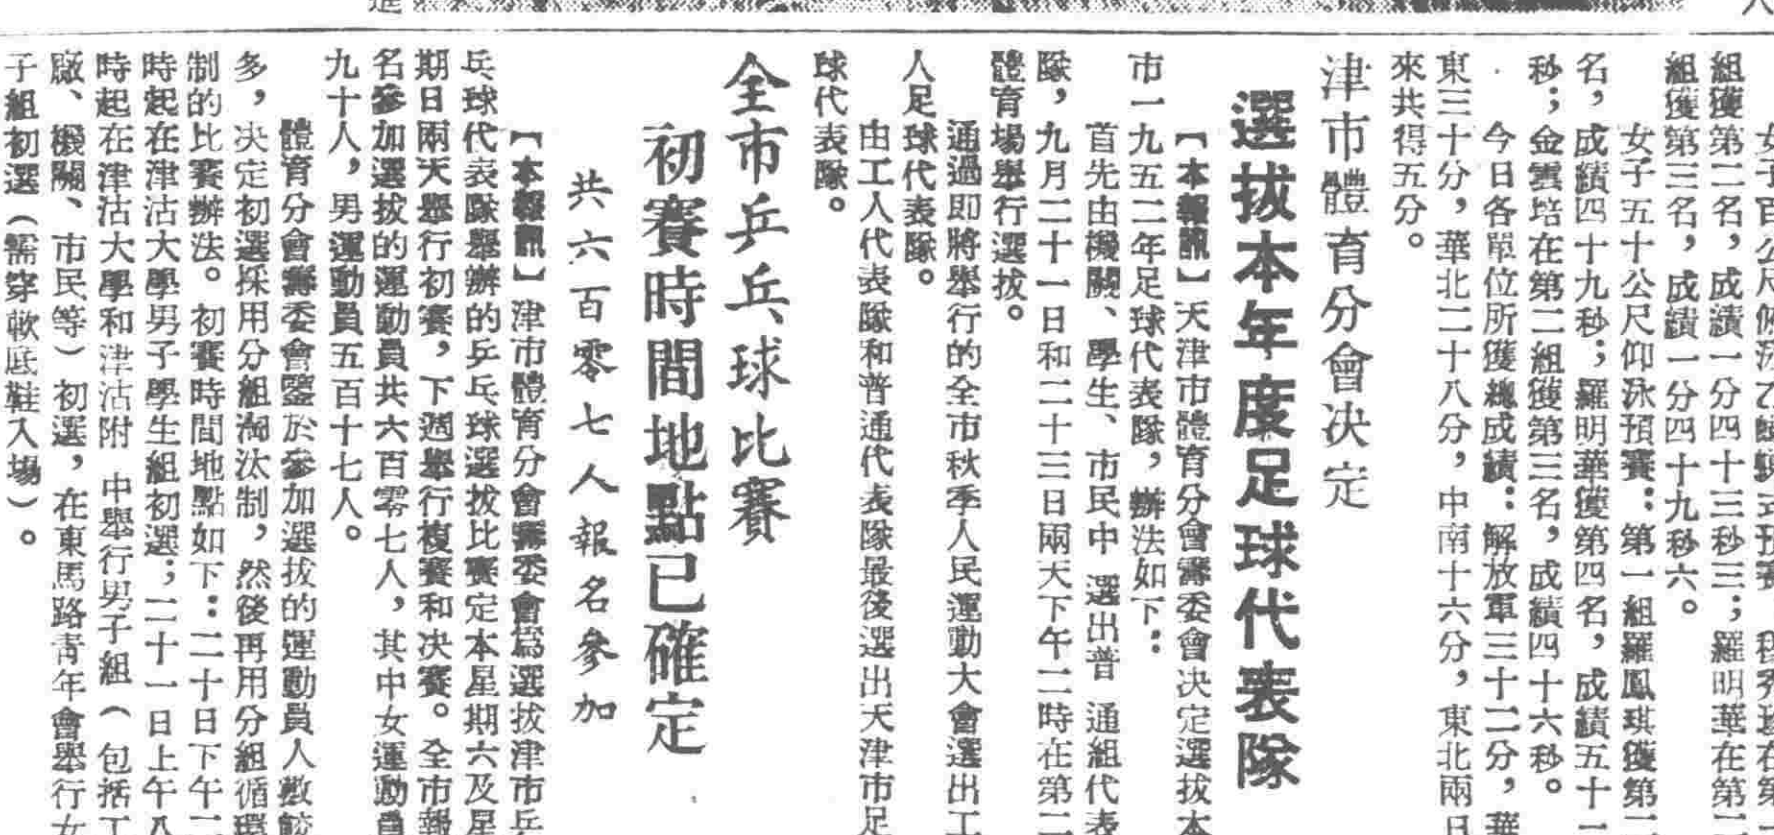 組獲第二名，成績一分四十三秒三；羅明華在第二
組獲第三名，成績一分四十九秒六。
女子五十公尺仰泳預賽：第一組羅鳳琪獲第二
名，成績四十九秒；羅明華獲第四名，成績五十一
秒；金雲培在第二組獲第三名，成績四十六秒。
今日各單位所獲總成績：解放軍三十二分，華
東三十分，華北二十八分，中南十六分，東北兩日
來共得五分。
津市體育分會決定
選拔本年度足球代表隊
【本報訊】天津市體育分會籌委會決定選拔本
市一九五二年足球代表隊，辦法如下：
首先由機關、學生、市民中選出普通組代表
隊，九月二十一日和二十三日兩天下午二時在第二
體育場舉行選拔。
通過即將舉行的全市秋季人民運動大會選出工
人足球代表隊。
由工人代表隊和普通代表隊最後選出天津市足
球代表隊。
全市乒乓球比賽
初賽時間地點已確定
共六百零七人報名參加
【本報訊】津市體育分會籌委會爲選拔津市乒
乓球代表隊舉辦的乒乓球選拔比賽定本星期六及星
期日兩天舉行初賽，下週舉行複賽和決賽。全市報
名參加選拔的運動員共六百零七人，其中女運動員
九十人，男運動員五百十七人。
體育分會籌委會鑒於參加選拔的運動員人數較
多，決定初選採用分組淘汰制，然後再用分組循環
制的比賽辦法。初賽時間地點如下：二十日下午二
時起在津沽大學男子學生組初選；二十一日上午八
時起在津沽大學和津沽附中舉行男子組（包括工
廠、機關、市民等）初選，在東馬路青年會舉行女
子組初選（需穿軟底鞋入場）。